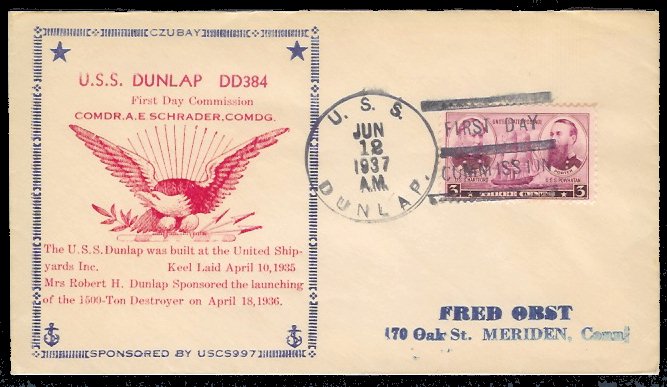 CZUBAY
U.S.S. DUNLAP DD384
First Day Commission
COMDR.A.E SCHRADER,COMDG.
The U.S.S. Dunlap was built at the United Ship-
yards Inc. Keel Laid April 10, 1935
Mrs Robert H. Dunlap Sponsored the launching
of the 1500-Ton Destroyer on April 18, 1936.
SPONSORED BY USCS997
U. S. S.
JUN
12
1937
A.M.
DUNLAP.
FIRST DAY
COMMISSION
UNITED STATES
3 THREE CENTS 3
U.S.S. POWHATAN
FRED OBST
170 Oak St. MERIDEN, Conn